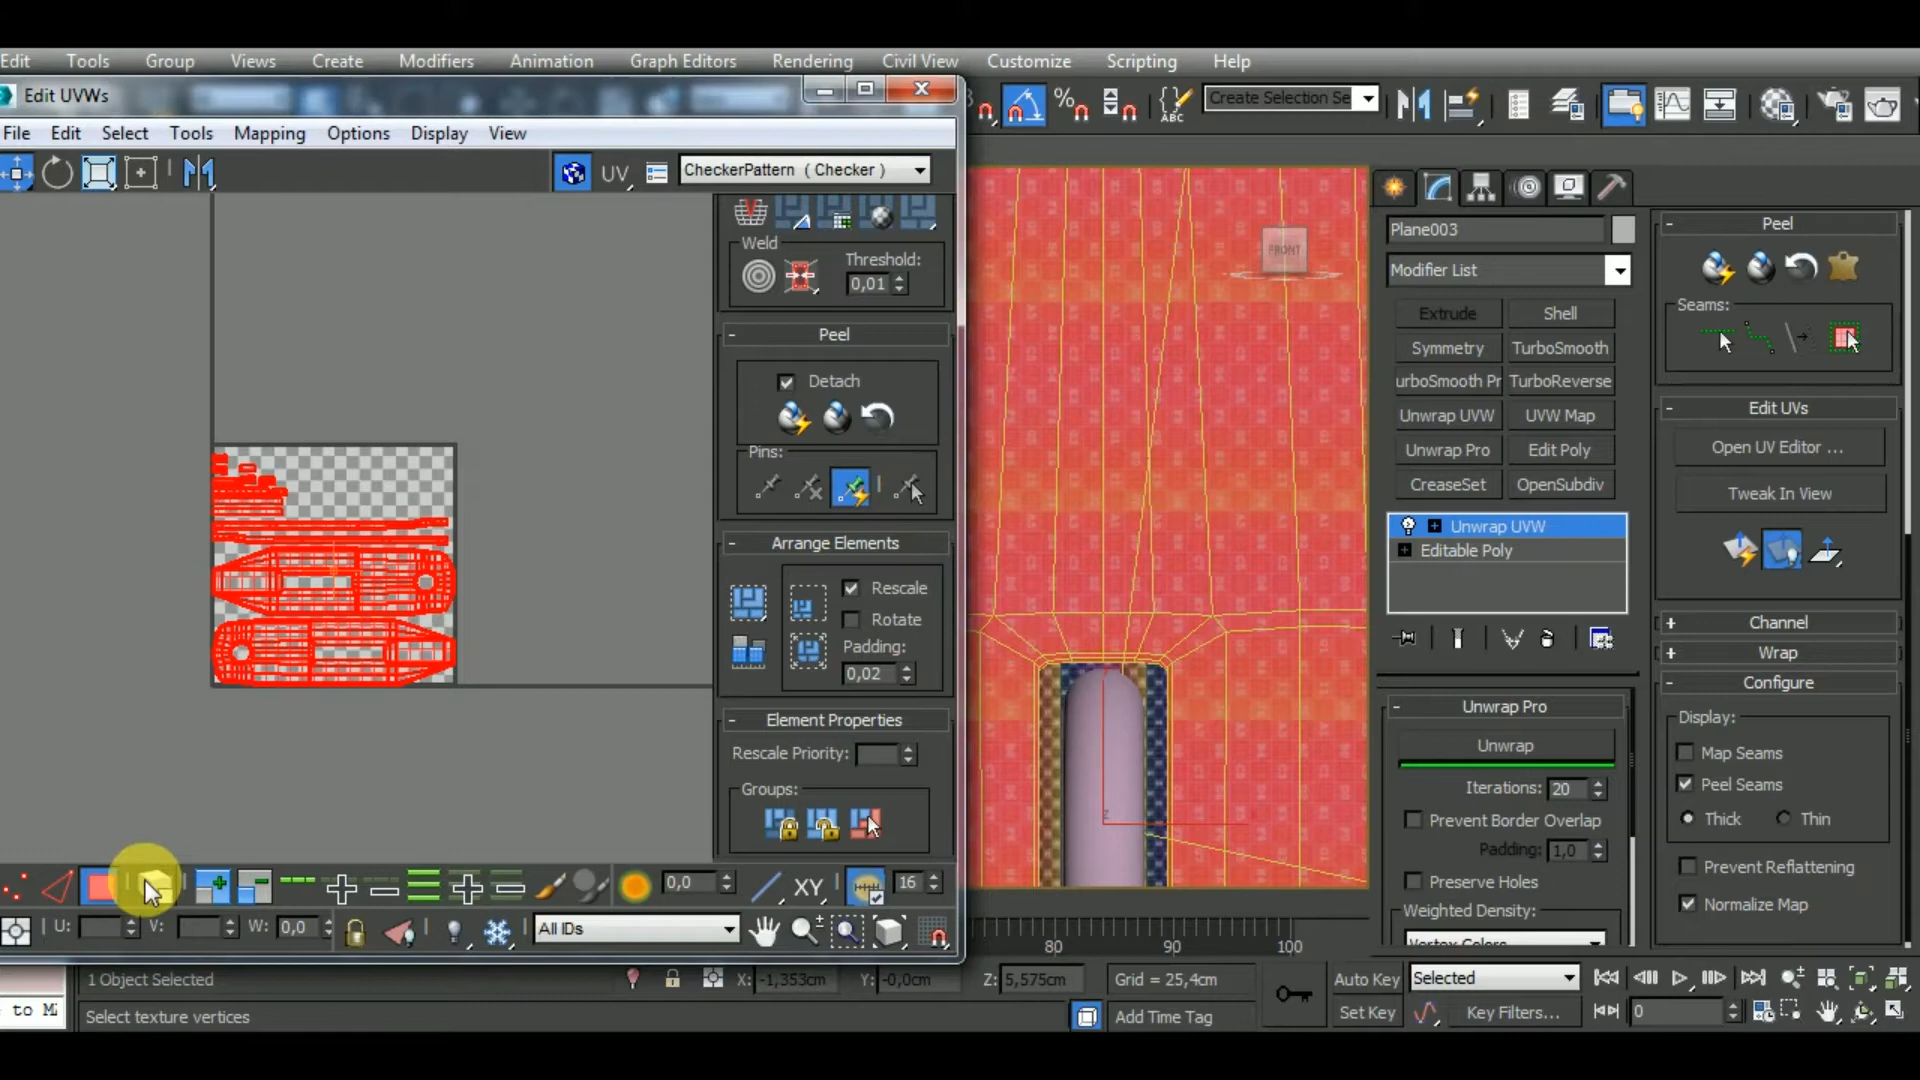 Edit Tools Group Views Create Modifiers Animation Graph Editors Rendering Civil View Customize Scripting Help
Edit UVWs
Create Selection Se
ABC
File Edit Select Tools Mapping Options Display View
UV CheckerPattern ( Checker )
Weld
Threshold:
0,01
Peel
Detach
Pins:
Arrange Elements
Rescale
Rotate
Padding:
0,02
Element Properties
Rescale Priority:
Groups:
0,0
XY
16
U: V: W: 0,0
All IDs
FRONT
80 90 100
Plane003
Modifier List
Extrude Shell
Symmetry TurboSmooth
urboSmooth Pr TurboReverse
Unwrap UVW UVW Map
Unwrap Pro Edit Poly
CreaseSet OpenSubdiv
Unwrap UVW
Editable Poly
Unwrap Pro
Unwrap
Iterations: 20
Prevent Border Overlap
Padding: 1,0
Preserve Holes
Weighted Density:
Vertex Colors
Peel
Seams:
Edit UVs
Open UV Editor ...
Tweak In View
Channel
Wrap
Configure
Display:
Map Seams
Peel Seams
Thick Thin
Prevent Reflattening
Normalize Map
1 Object Selected
X: -1,353cm Y: -0,0cm Z: 5,575cm Grid = 25,4cm
Auto Key Selected
to Mi
Select texture vertices
Add Time Tag
Set Key Key Filters... 0